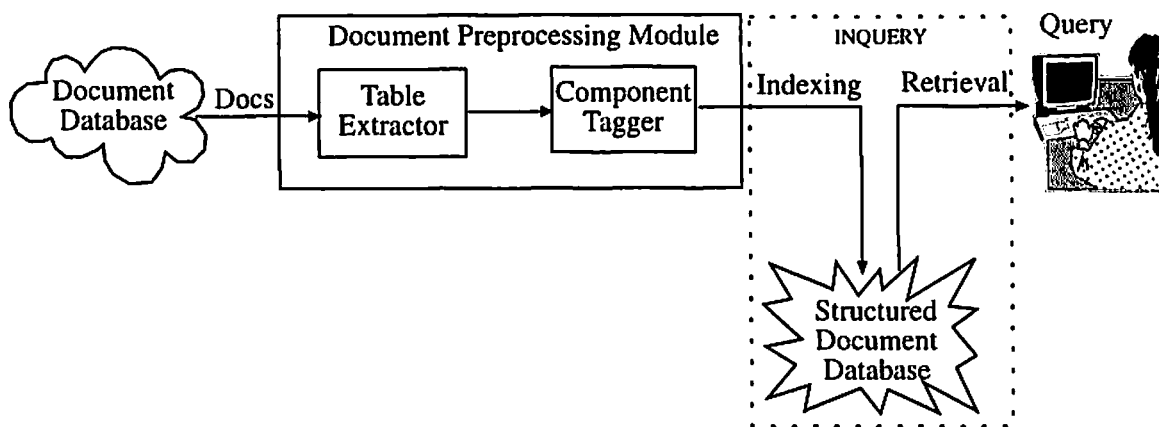 Document Preprocessing Module
INQUERY
Query
Document
Database
Docs
Table
Extractor
Component
Tagger
Indexing
Retrieval
Structured
Document
Database